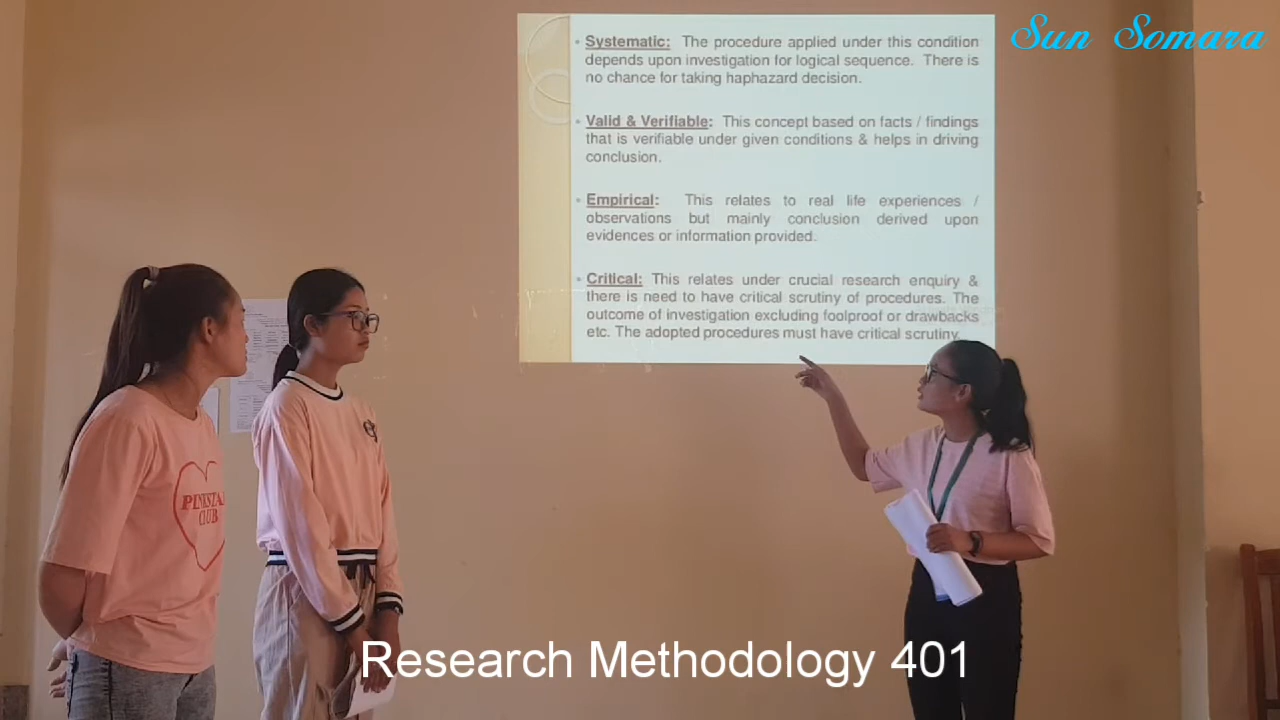 Sun Somara
Systematic: The procedure applied under this condition
depends upon investigation for logical sequence. There is
no chance for taking haphazard decision.
Valid & Verifiable: This concept based on facts / findings
that is verifiable under given conditions & helps in driving
conclusion.
Empirical: This relates to real life experiences /
observations but mainly conclusion derived upon
evidences or information provided.
Critical: This relates under crucial research enquiry &
there is need to have critical scrutiny of procedures. The
outcome of investigation excluding foolproof or drawbacks
etc. The adopted procedures must have critical scrutiny.
CLUB
Research Methodology 401